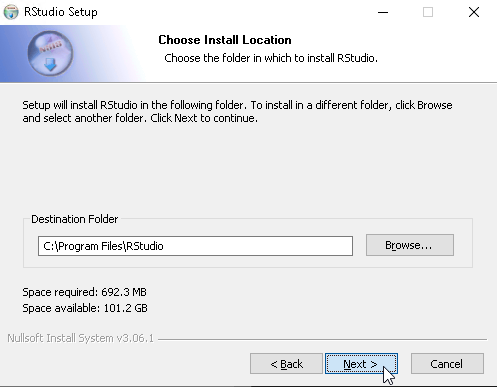 RStudio Setup
Choose Install Location
Choose the folder in which to install RStudio.
Setup will install RStudio in the following folder. To install in a different folder, click Browse
and select another folder. Click Next to continue.
Destination Folder
C:\Program Files\RStudio
Browse...
Space required: 692.3 MB
Space available: 101.2 GB
Nullsoft Install System v3.06.1
< Back
Next >
Cancel